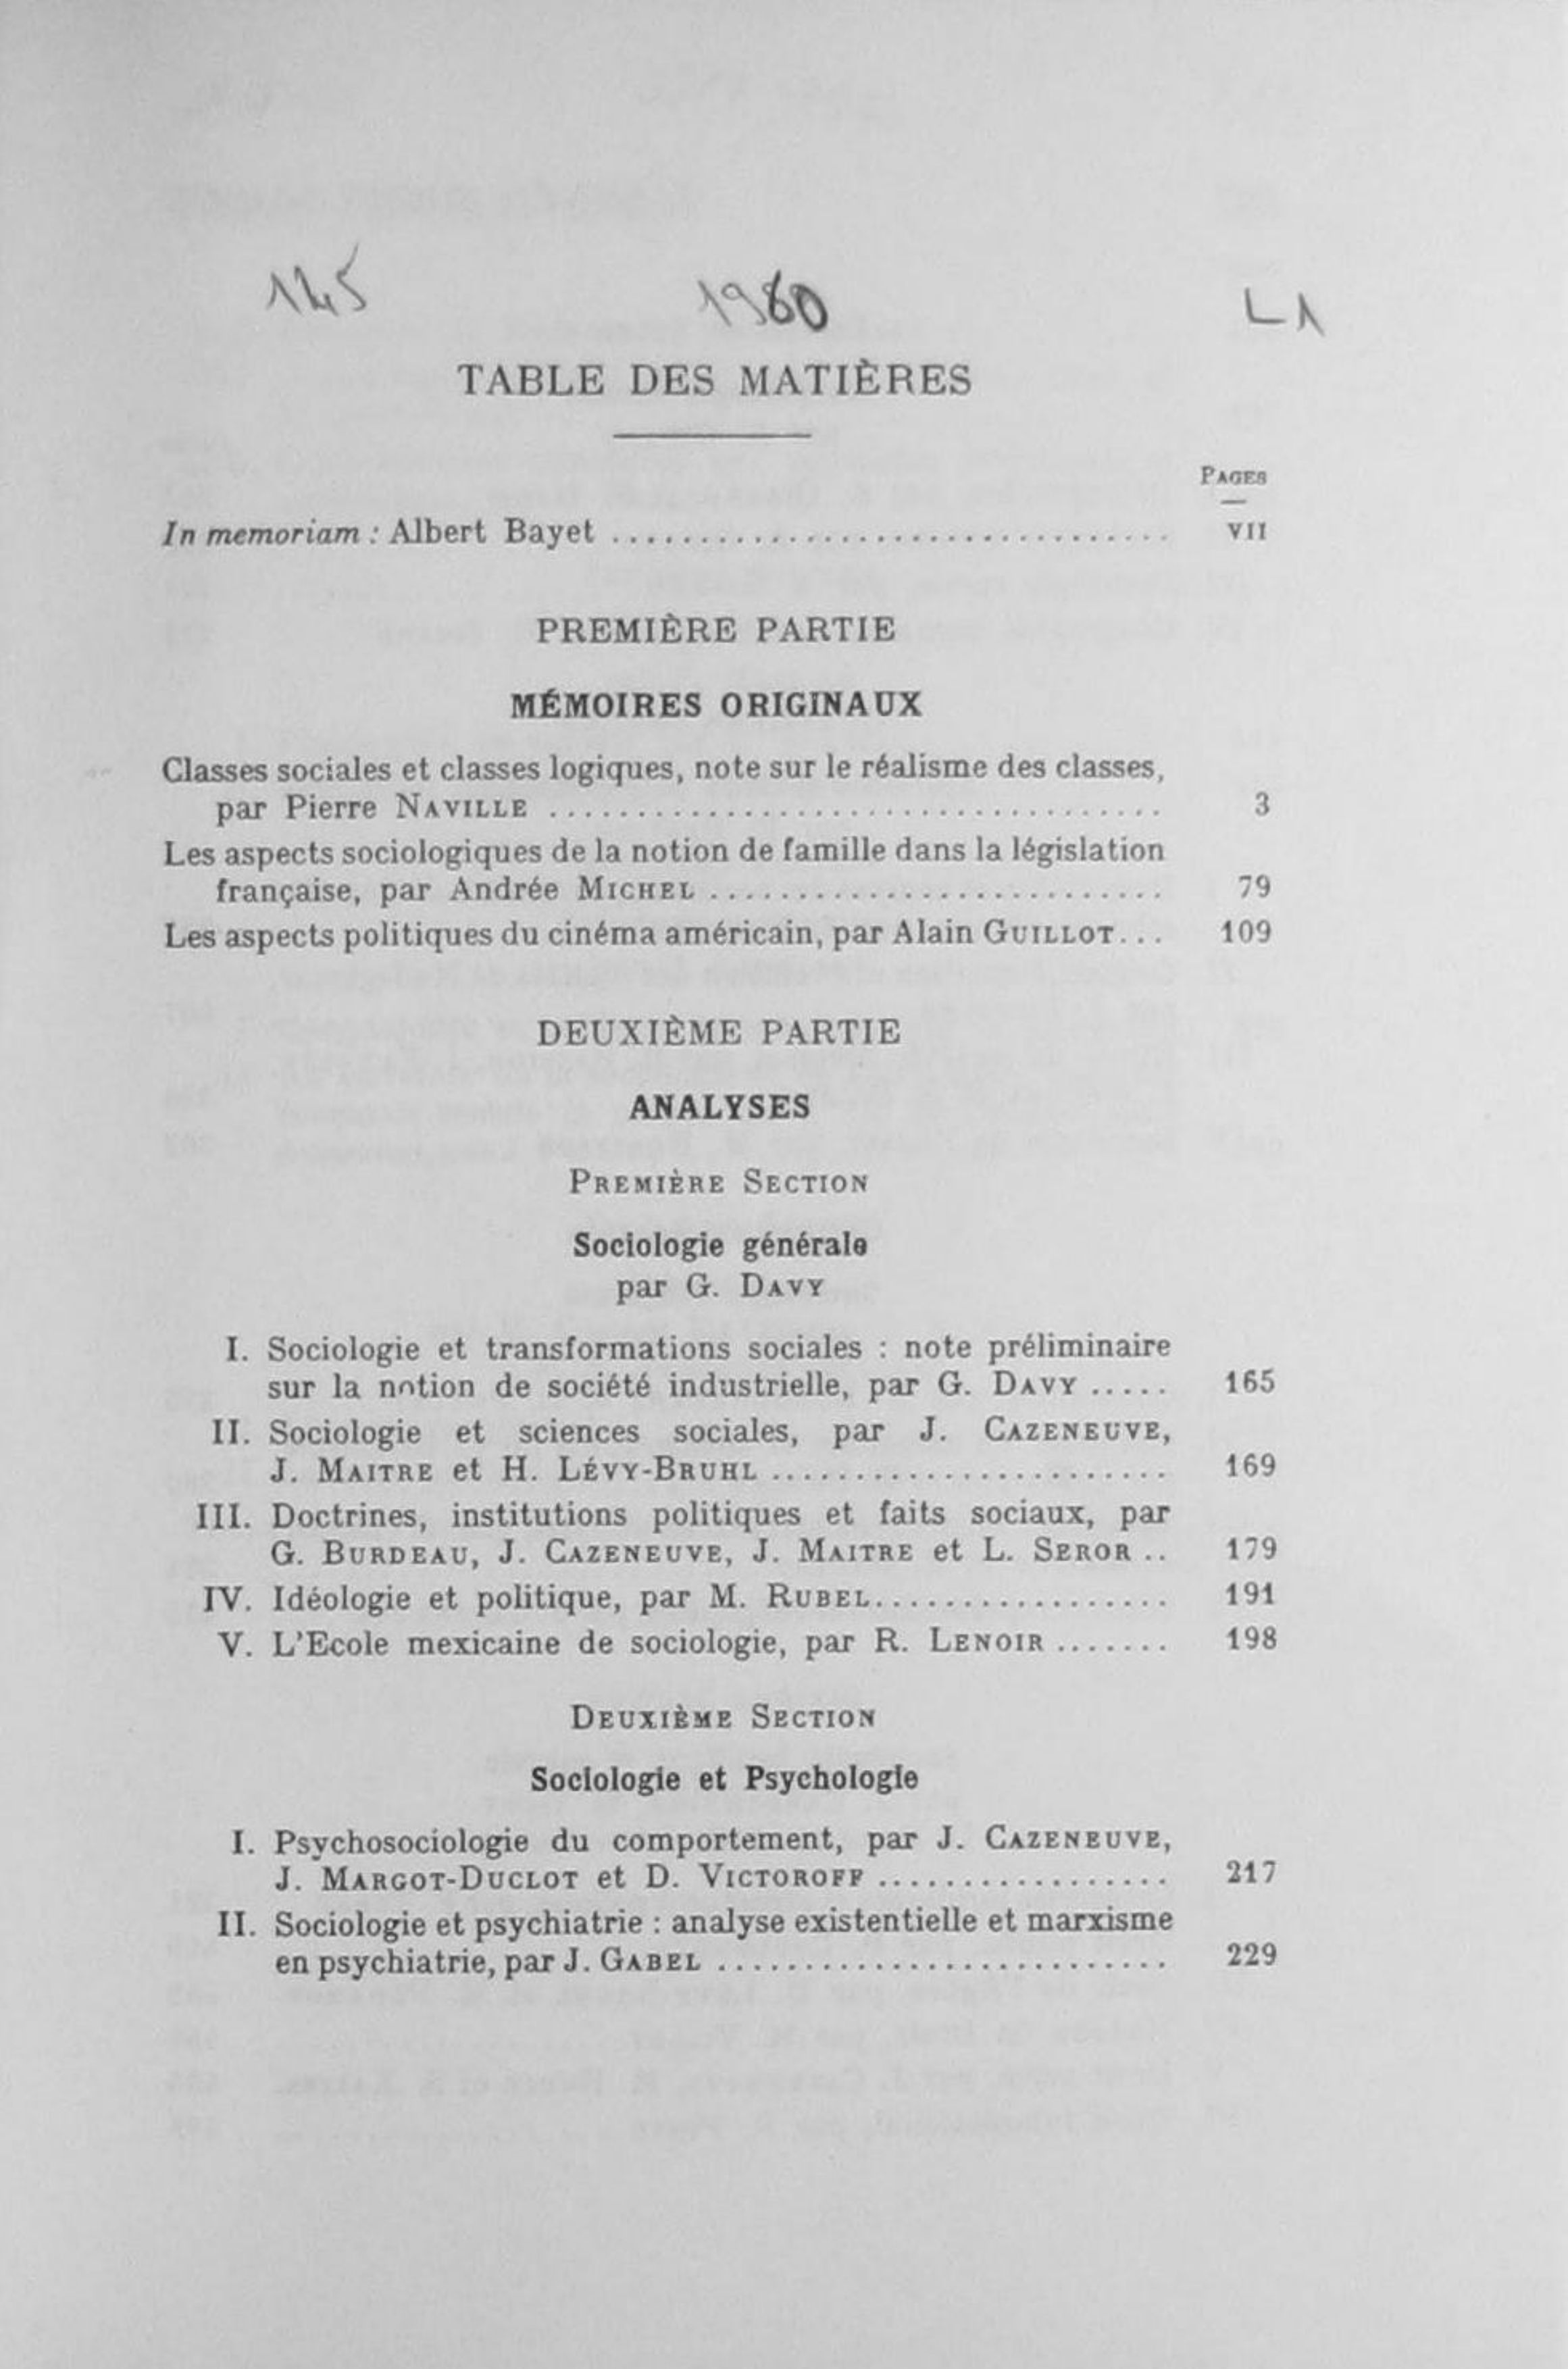 145 1960 L1
TABLE DES MATIÈRES
PAGES
In memoriam : Albert Bayet ................................ VII
PREMIÈRE PARTIE
MÉMOIRES ORIGINAUX
Classes sociales et classes logiques, note sur le réalisme des classes,
par Pierre NAVILLE ................................... 3
Les aspects sociologiques de la notion de famille dans la législation
française, par Andrée MICHEL .......................... 79
Les aspects politiques du cinéma américain, par Alain GUILLOT... 109
DEUXIÈME PARTIE
ANALYSES
PREMIÈRE SECTION
Sociologie générale
par G. DAVY
I. Sociologie et transformations sociales : note préliminaire
sur la notion de société industrielle, par G. DAVY ..... 165
II. Sociologie et sciences sociales, par J. CAZENEUVE,
J. MAITRE et H. LÉVY-BRUHL ....................... 169
III. Doctrines, institutions politiques et faits sociaux, par
G. BURDEAU, J. CAZENEUVE, J. MAITRE et L. SEROR .. 179
IV. Idéologie et politique, par M. RUBEL................. 191
V. L'Ecole mexicaine de sociologie, par R. LENOIR ....... 198
DEUXIÈME SECTION
Sociologie et Psychologie
I. Psychosociologie du comportement, par J. CAZENEUVE,
J. MARGOT-DUCLOT et D. VICTOROFF ................. 217
II. Sociologie et psychiatrie : analyse existentielle et marxisme
en psychiatrie, par J. GABEL .......................... 229